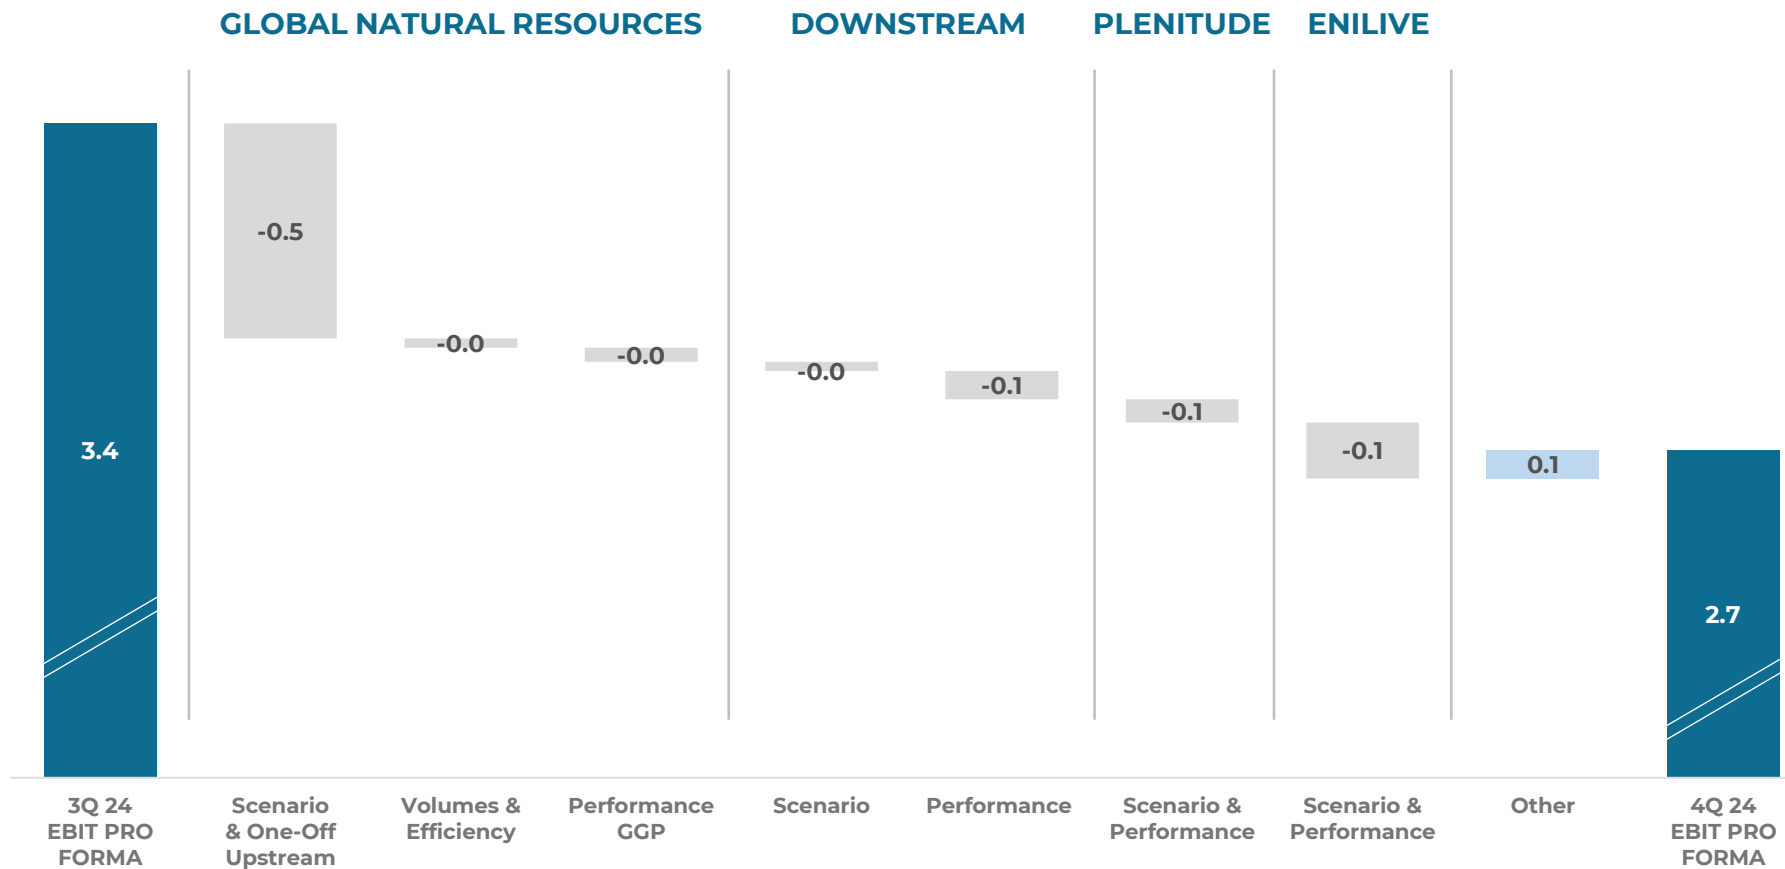 GLOBAL NATURAL RESOURCES
DOWNSTREAM
PLENITUDE
ENILIVE
3.4
-0.5
-0.0
-0.0
-0.0
-0.1
-0.1
-0.1
0.1
2.7
3Q 24
EBIT PRO
FORMA
Scenario
& One-Off
Upstream
Volumes &
Efficiency
Performance
GGP
Scenario
Performance
Scenario &
Performance
Scenario &
Performance
Other
4Q 24
EBIT PRO
FORMA